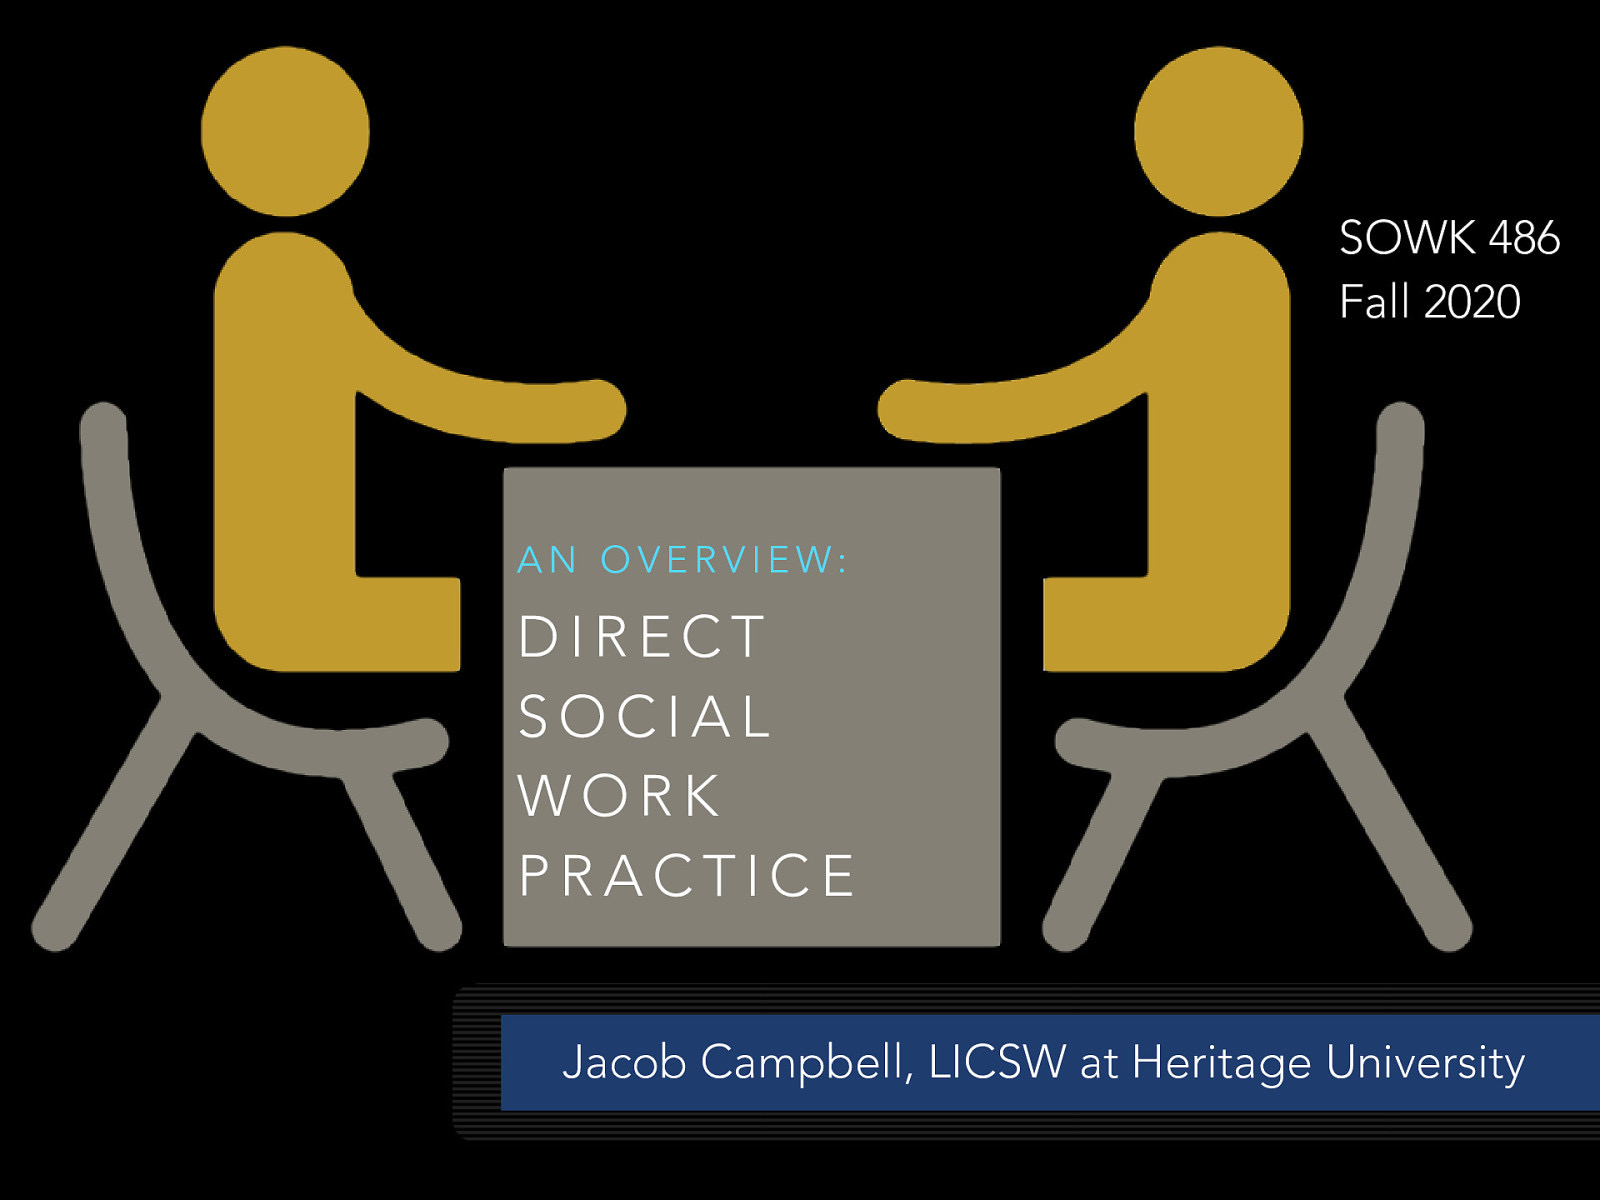 SOWK 486
Fall 2020
AN OVERVIEW:
DIRECT
SOCIAL
WORK
PRACTICE
Jacob Campbell, LICSW at Heritage University